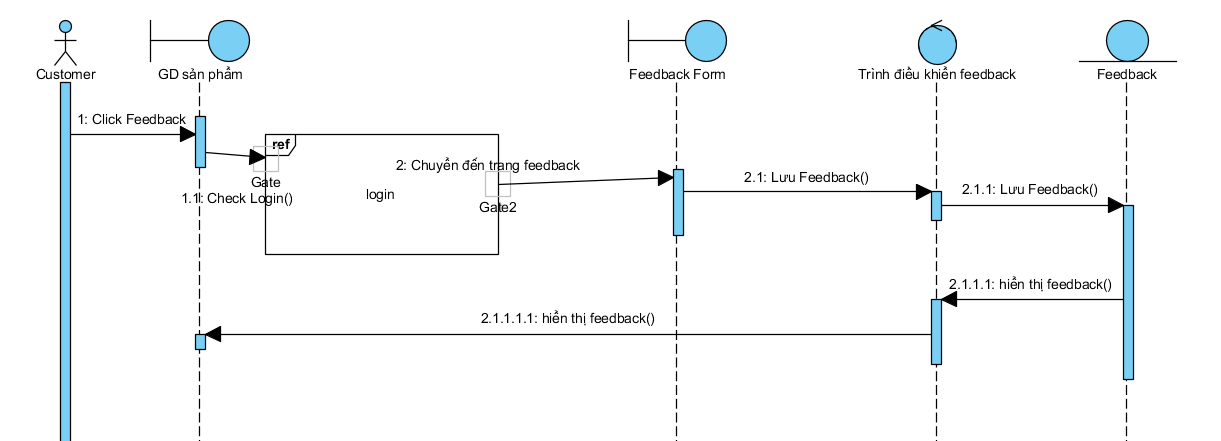 Customer
GD sản phẩm
Feedback Form
Trình điều khiển feedback
Feedback
1: Click Feedback
ref
2: Chuyển đến trang feedback
2.1: Lưu Feedback()
2.1.1: Lưu Feedback()
Gate
1.1: Check Login()
login
Gate2
2.1.1.1: hiển thị feedback()
2.1.1.1.1: hiển thị feedback()